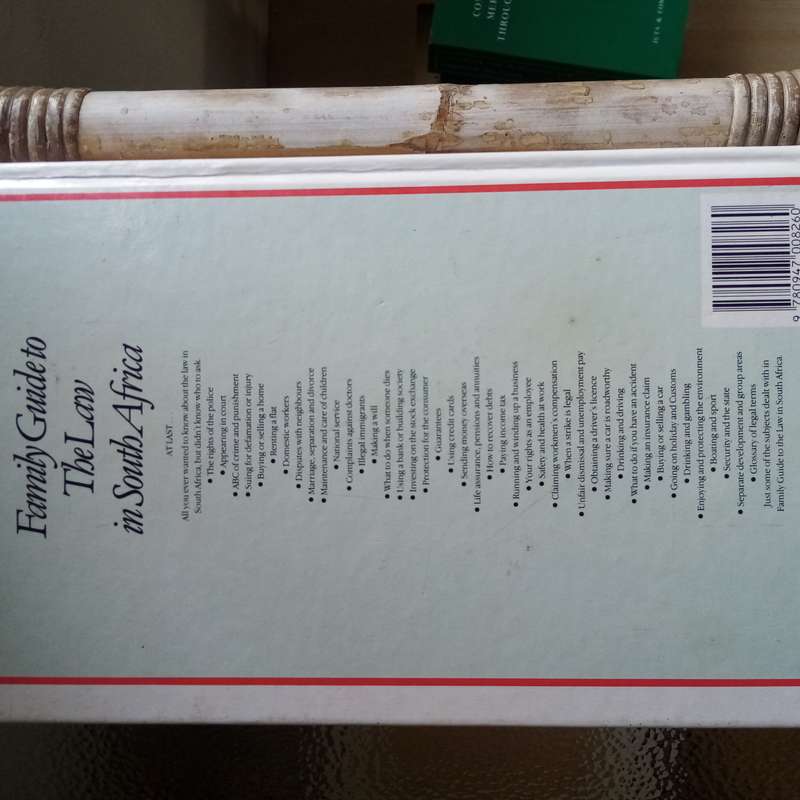 Family Guide to
The Law
in South Africa
AT LAST . . .
All you ever wanted to know about the law in
South Africa, but didn't know who to ask.
• The rights of the police
• Appearing in court
• ABC of crime and punishment
• Suing for defamation or injury
• Buying or selling a home
• Renting a flat
• Domestic workers
• Disputes with neighbours
• Marriage, separation and divorce
• Maintenance and care of children
• National service
• Complaints against doctors
• Illegal immigrants
• Making a will
• What to do when someone dies
• Using a bank or building society
• Investing on the stock exchange
• Protection for the consumer
• Guarantees
• Using credit cards
• Sending money overseas
• Life assurance, pensions and annuities
• How to recover debts
• Paying income tax
• Running and winding up a business
• Your rights as an employee
• Safety and health at work
• Claiming workmen's compensation
• When a strike is legal
• Unfair dismissal and unemployment pay
• Obtaining a driver's licence
• Making sure a car is roadworthy
• Drinking and driving
• What to do if you have an accident
• Making an insurance claim
• Buying or selling a car
• Going on holiday and Customs
• Drinking and gambling
• Enjoying and protecting the environment
• Boating and sport
• Security and the state
• Separate development and group areas
• Glossary of legal terms
Just some of the subjects dealt with in
Family Guide to the Law in South Africa.
9 780947 008260
THROUG
JUTA &